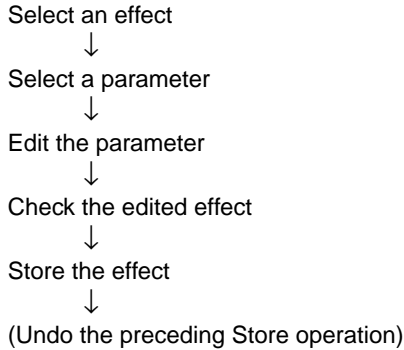 Select an effect
↓
Select a parameter
↓
Edit the parameter
↓
Check the edited effect
↓
Store the effect
↓
(Undo the preceding Store operation)